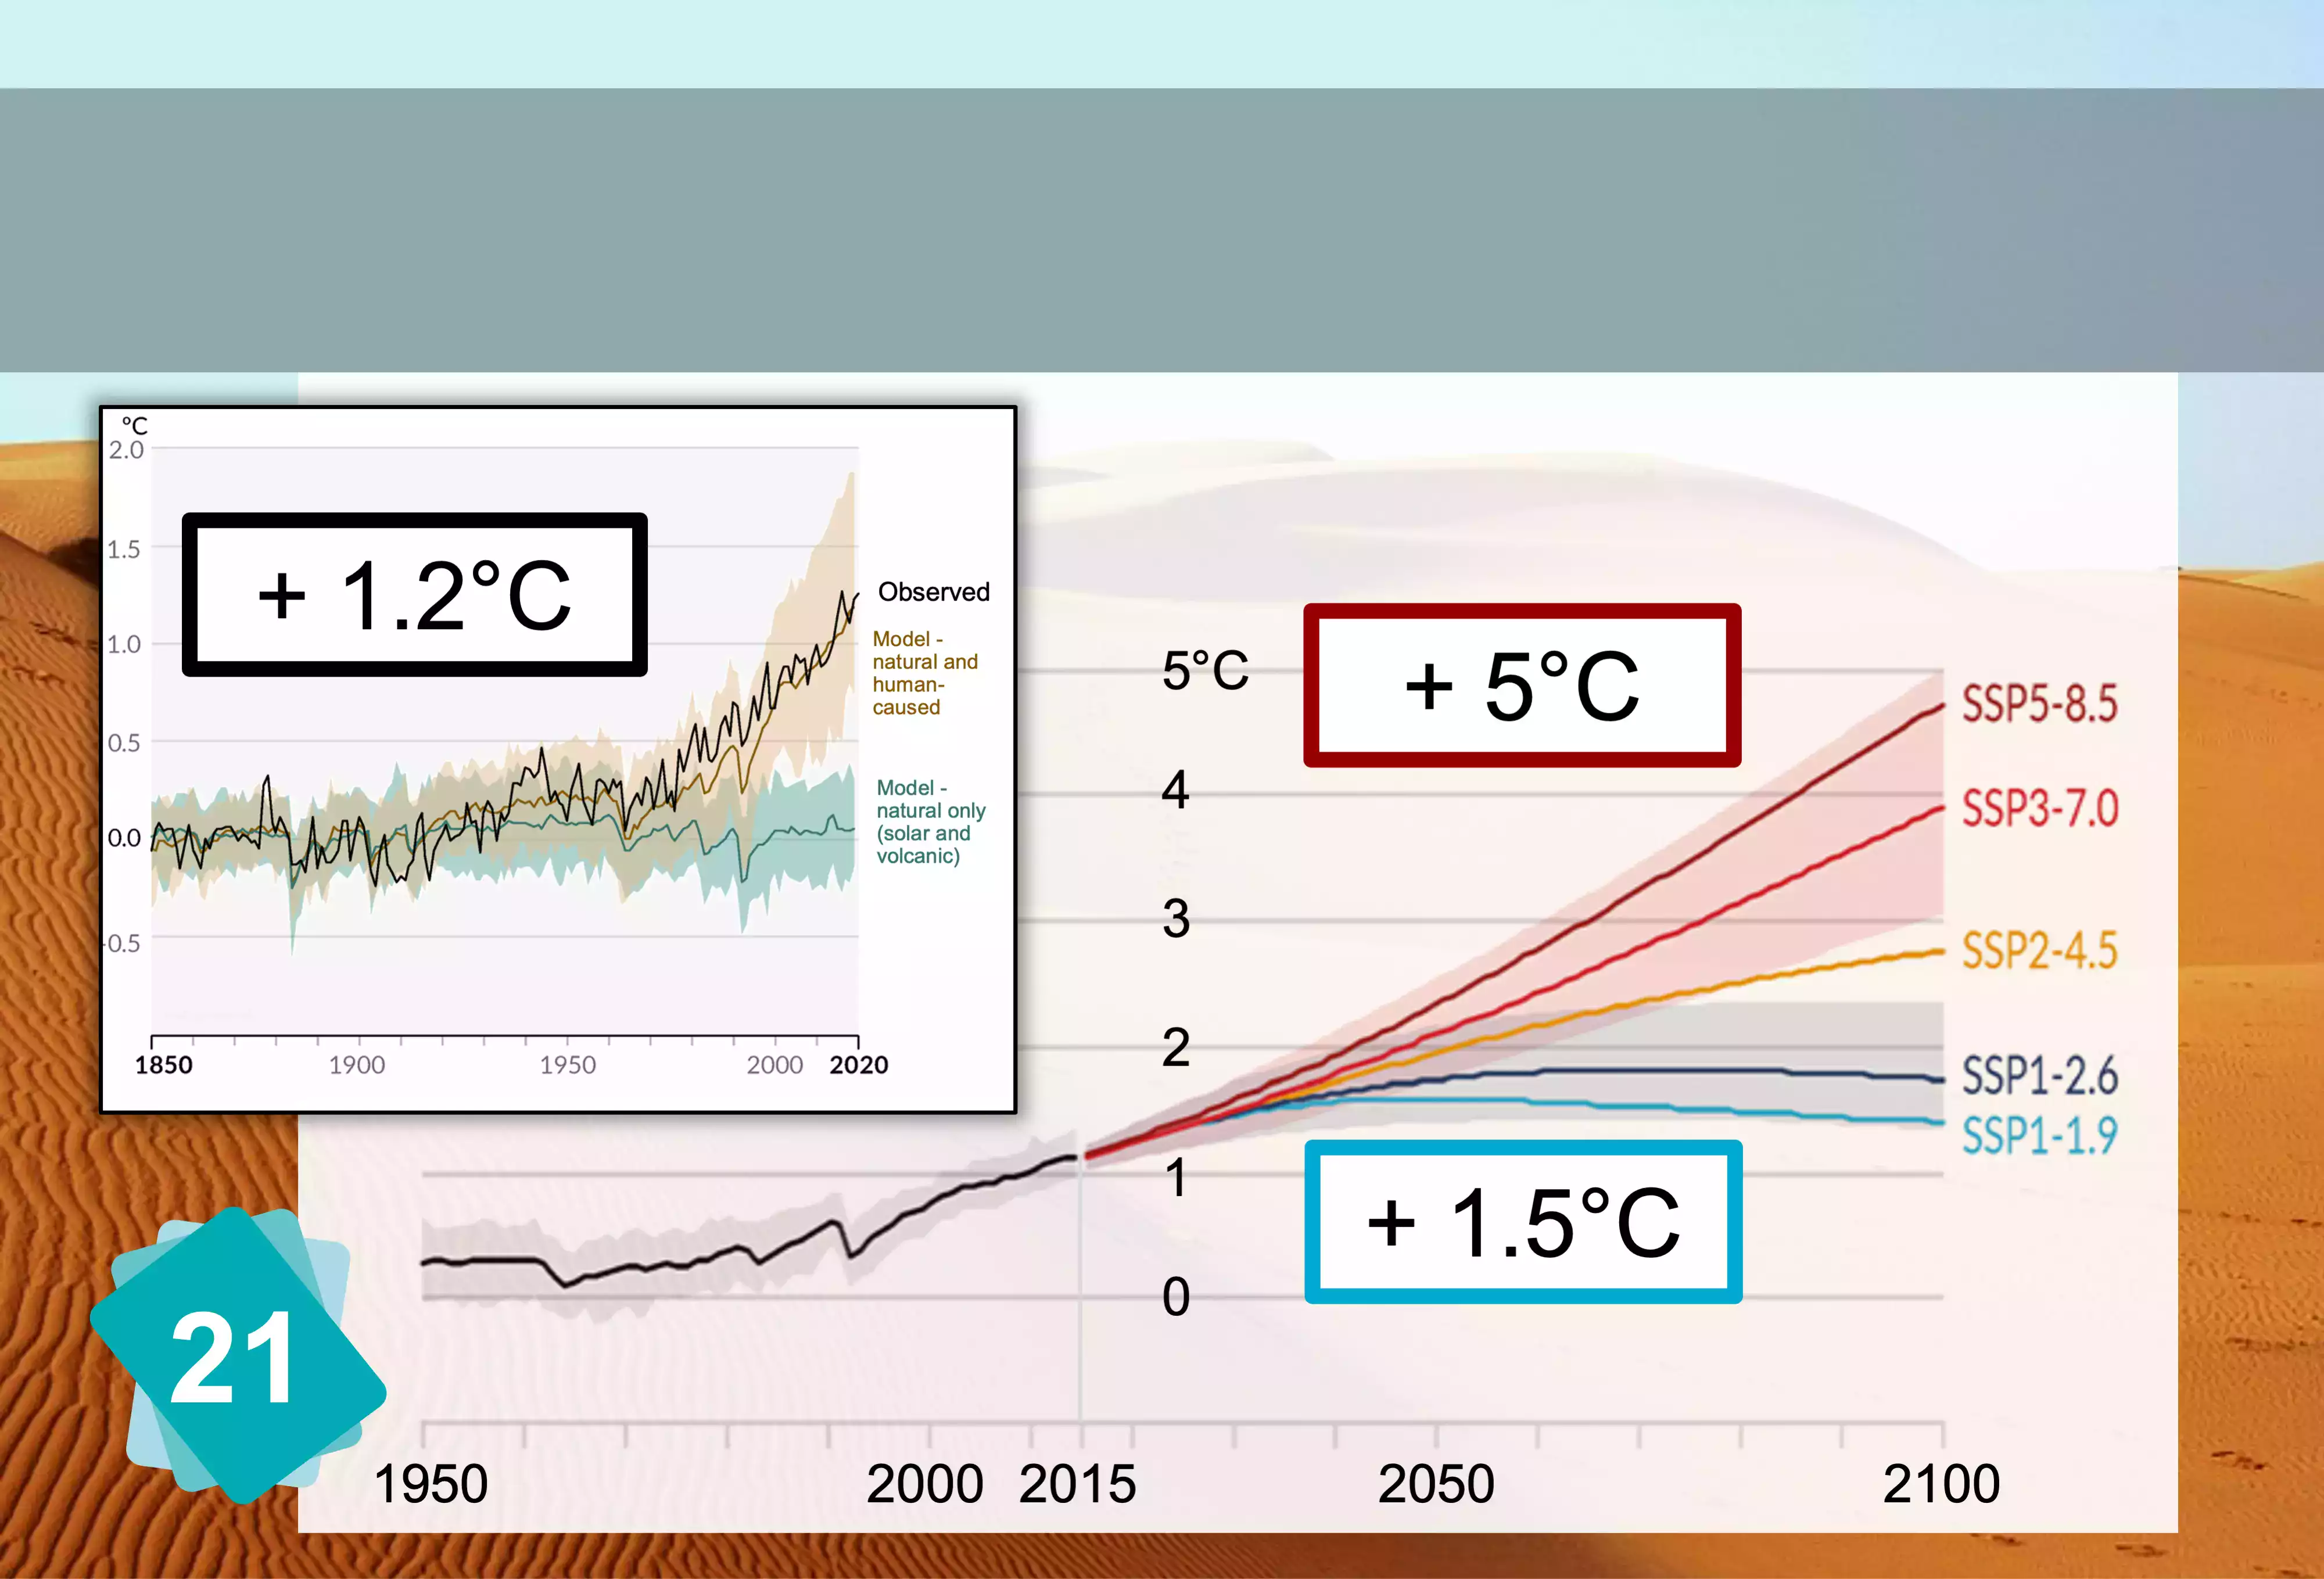 °C
2.0
1.5
1.0
0.5
0.0
-0.5
+ 1.2°C
Observed
Model -
natural and
human-
caused
Model -
natural only
(solar and
volcanic)
1850
1900
1950
2000
2020
5°C
4
3
2
1
0
+ 5°C
+ 1.5°C
SSP5-8.5
SSP3-7.0
SSP2-4.5
SSP1-2.6
SSP1-1.9
21
1950
2000
2015
2050
2100